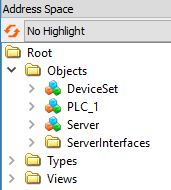 Address Space
No Highlight
Root
Objects
DeviceSet
PLC_1
Server
ServerInterfaces
Types
Views